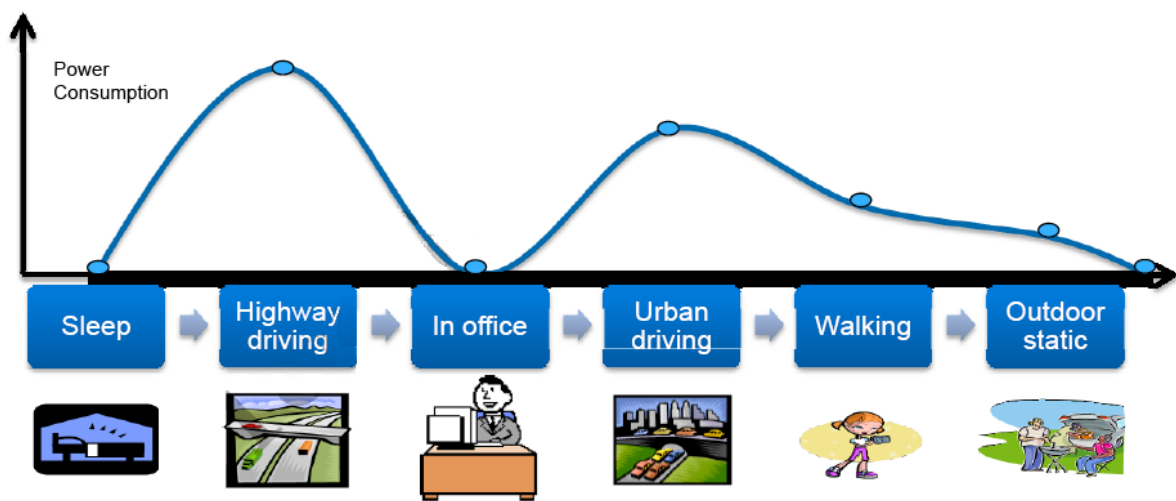 Power
Consumption
Sleep
Highway
driving
In office
Urban
driving
Walking
Outdoor
static